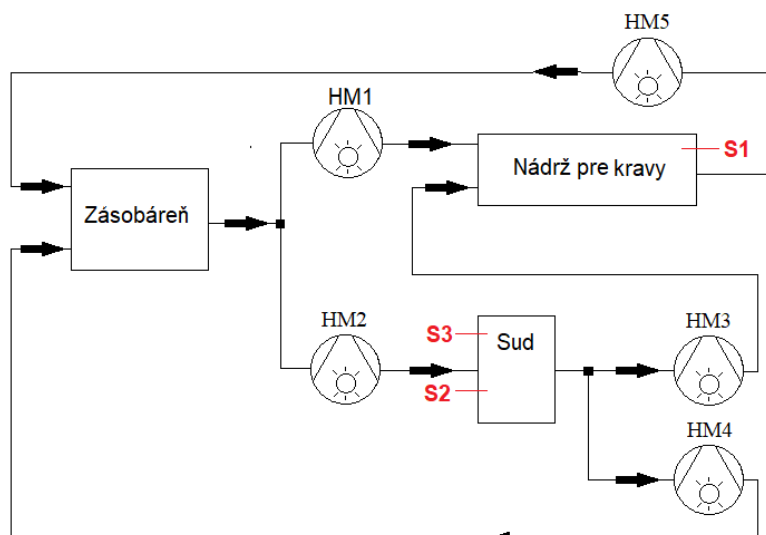 HM5
HM1
Nádrž pre kravy
S1
Zásobáreň
HM2
S3
Sud
S2
HM3
HM4